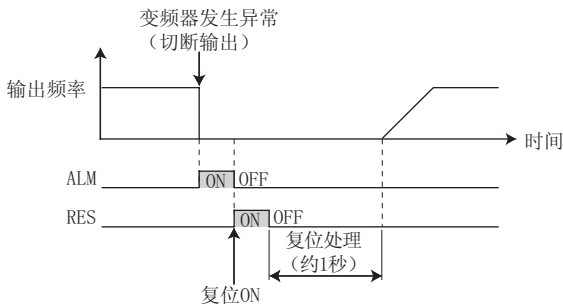 变频器发生异常
（切断输出）
输出频率
时间
ALM
ON
OFF
RES
ON
OFF
复位处理
（约1秒）
复位ON